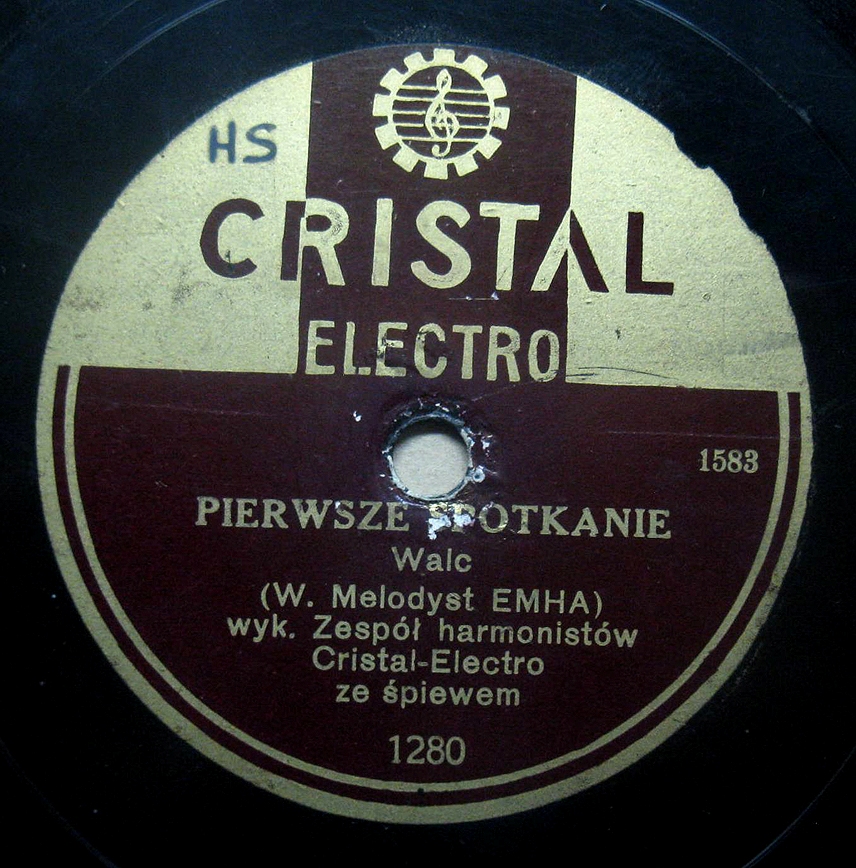 HS
CRISTAL
ELECTRO
1583
PIERWSZE SPOTKANIE
Walc
(W. Melodyst EMHA)
wyk. Zespół harmonistów
Cristal-Electro
ze śpiewem
1280